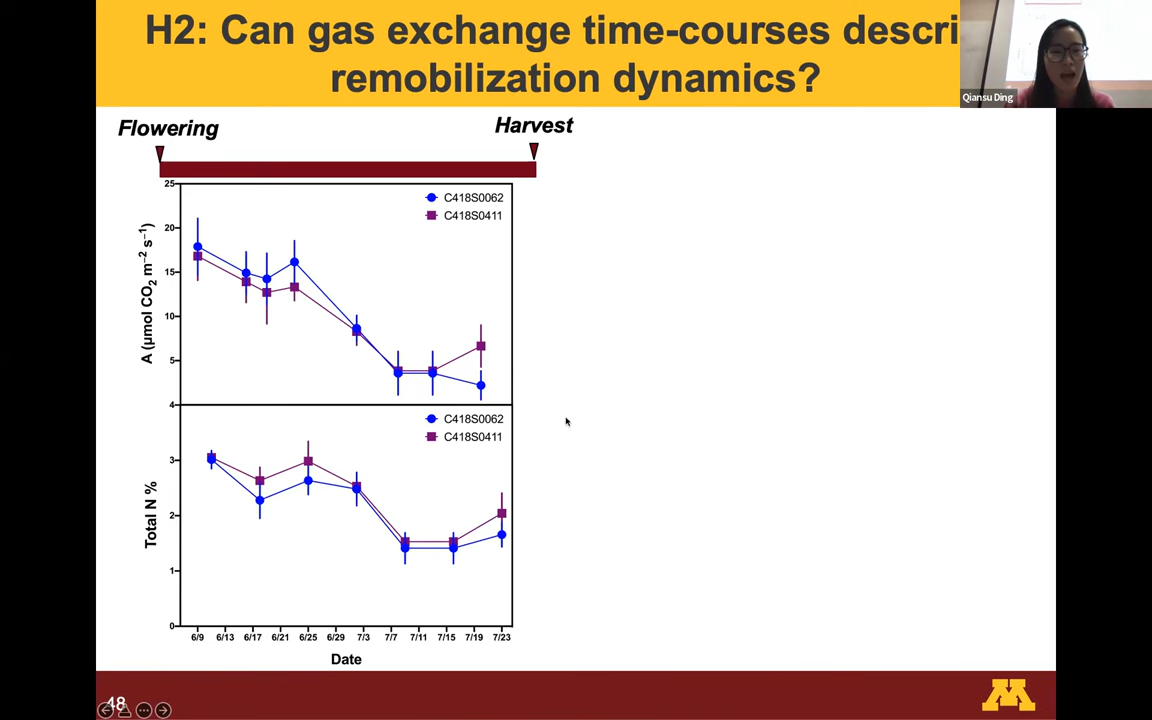 H2: Can gas exchange time-courses descri
remobilization dynamics?
Qiansu Ding
Flowering
Harvest
25
20
15
10
5
4
A (μmol CO2 m−2 s−1)
C418S0062
C418S0411
C418S0062
C418S0411
3
2
1
0
Total N %
6/9 6/13 6/17 6/21 6/25 6/29 7/3 7/7 7/11 7/15 7/19 7/23
Date
48
M